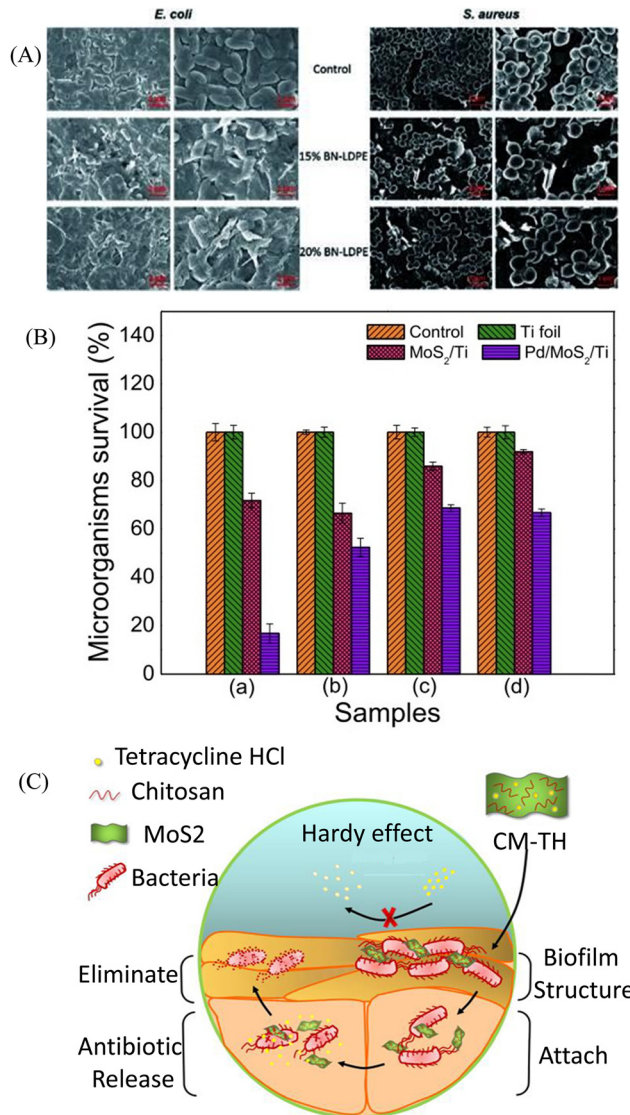 E. coli
S. aureus
(A)
Control
15% BN-LDPE
20% BN-LDPE
(B)
140
120
100
80
60
40
20
0
Microorganisms survival (%)
Control
Ti foil
MoS2/Ti
Pd/MoS2/Ti
(a)
(b)
(c)
(d)
Samples
(C)
Tetracycline HCl
Chitosan
MoS2
Bacteria
Hardy effect
CM-TH
Eliminate
Biofilm
Structure
Antibiotic
Release
Attach